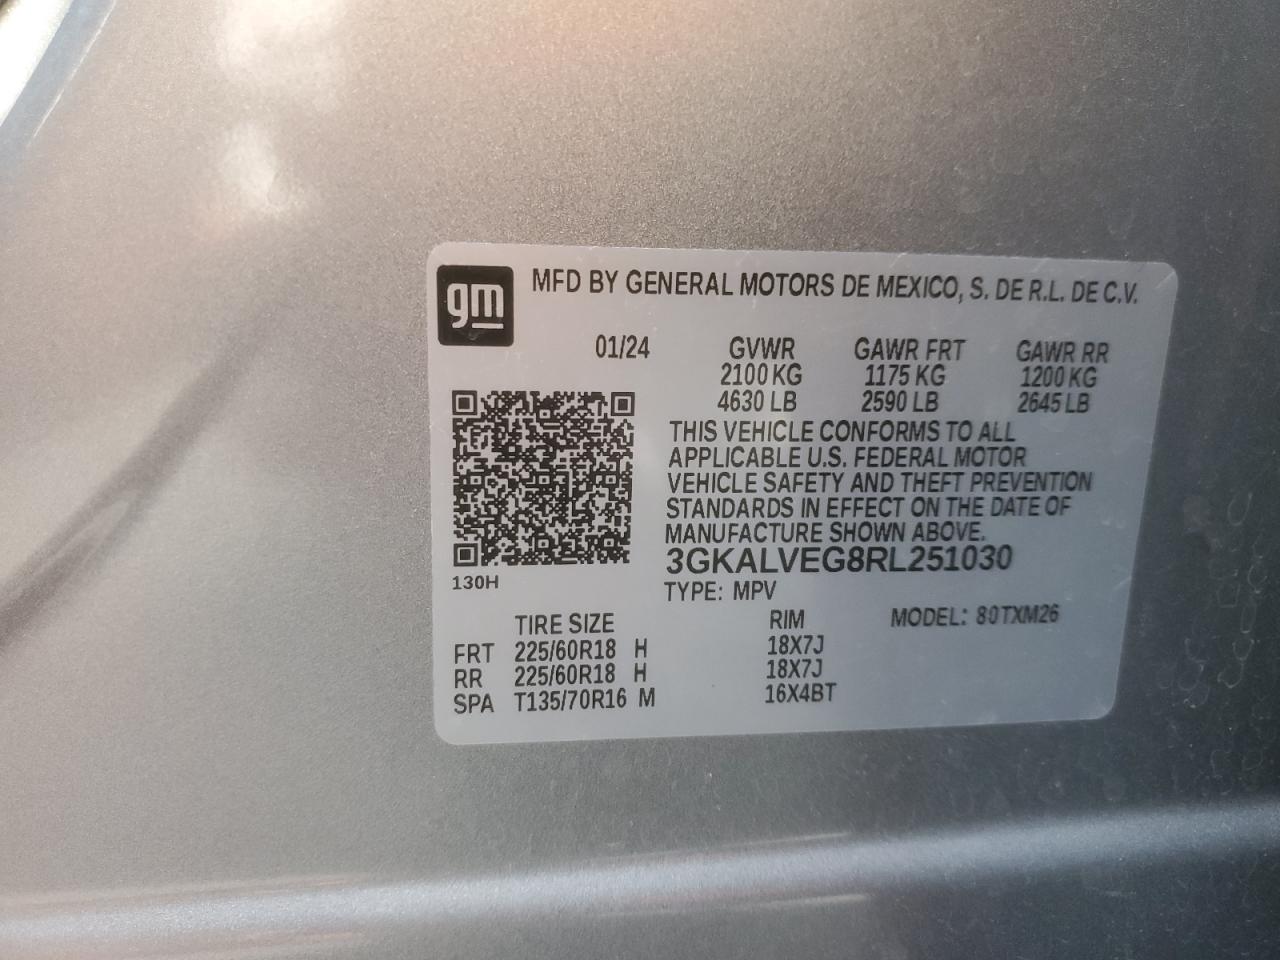 gm
MFD BY GENERAL MOTORS DE MEXICO, S. DE R.L. DE C.V.
01/24 GVWR GAWR FRT GAWR RR
2100 KG 1175 KG 1200 KG
4630 LB 2590 LB 2645 LB
THIS VEHICLE CONFORMS TO ALL
APPLICABLE U.S. FEDERAL MOTOR
VEHICLE SAFETY AND THEFT PREVENTION
STANDARDS IN EFFECT ON THE DATE OF
MANUFACTURE SHOWN ABOVE.
3GKALVEG8RL251030
130H
TYPE: MPV
TIRE SIZE RIM MODEL: 80TXM26
FRT 225/60R18 H 18X7J
RR 225/60R18 H 18X7J
SPA T135/70R16 M 16X4BT